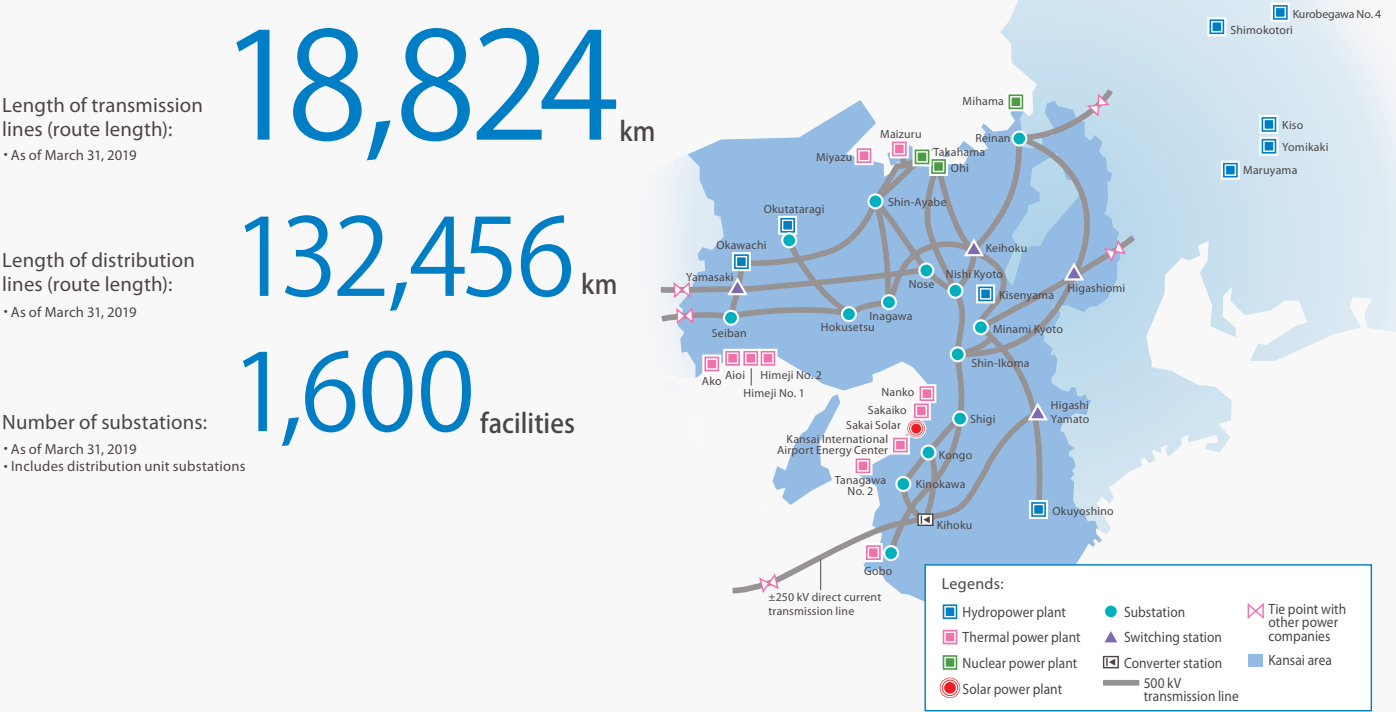 Length of transmission
lines (route length):
18,824 km
・As of March 31, 2019
Length of distribution
lines (route length):
132,456 km
・As of March 31, 2019
Number of substations:
1,600 facilities
・As of March 31, 2019
・Includes distribution unit substations
Kurobegawa No. 4
Shimokotori
Kiso
Yomikaki
Maruyama
Mihama
Reinan
Maizuru
Miyazu
Takahama
Ohi
Shin-Ayabe
Okutataragi
Okawachi
Keihoku
Yamasaki
Nose
Nishi Kyoto
Kisenyama
Higashiomi
Seiban
Hokusetsu
Inagawa
Minami Kyoto
Shin-Ikoma
Ako
Aioi
Himeji No. 2
Himeji No. 1
Nanko
Sakaiko
Sakai Solar
Kansai International
Airport Energy Center
Shigi
Higashi
Yamato
Kongo
Tanagawa
No. 2
Kinokawa
Okuyoshino
Kihoku
Gobo
±250 kV direct current
transmission line
Legends:
Hydropower plant
Thermal power plant
Nuclear power plant
Solar power plant
Substation
Switching station
Converter station
500 kV
transmission line
Tie point with
other power
companies
Kansai area